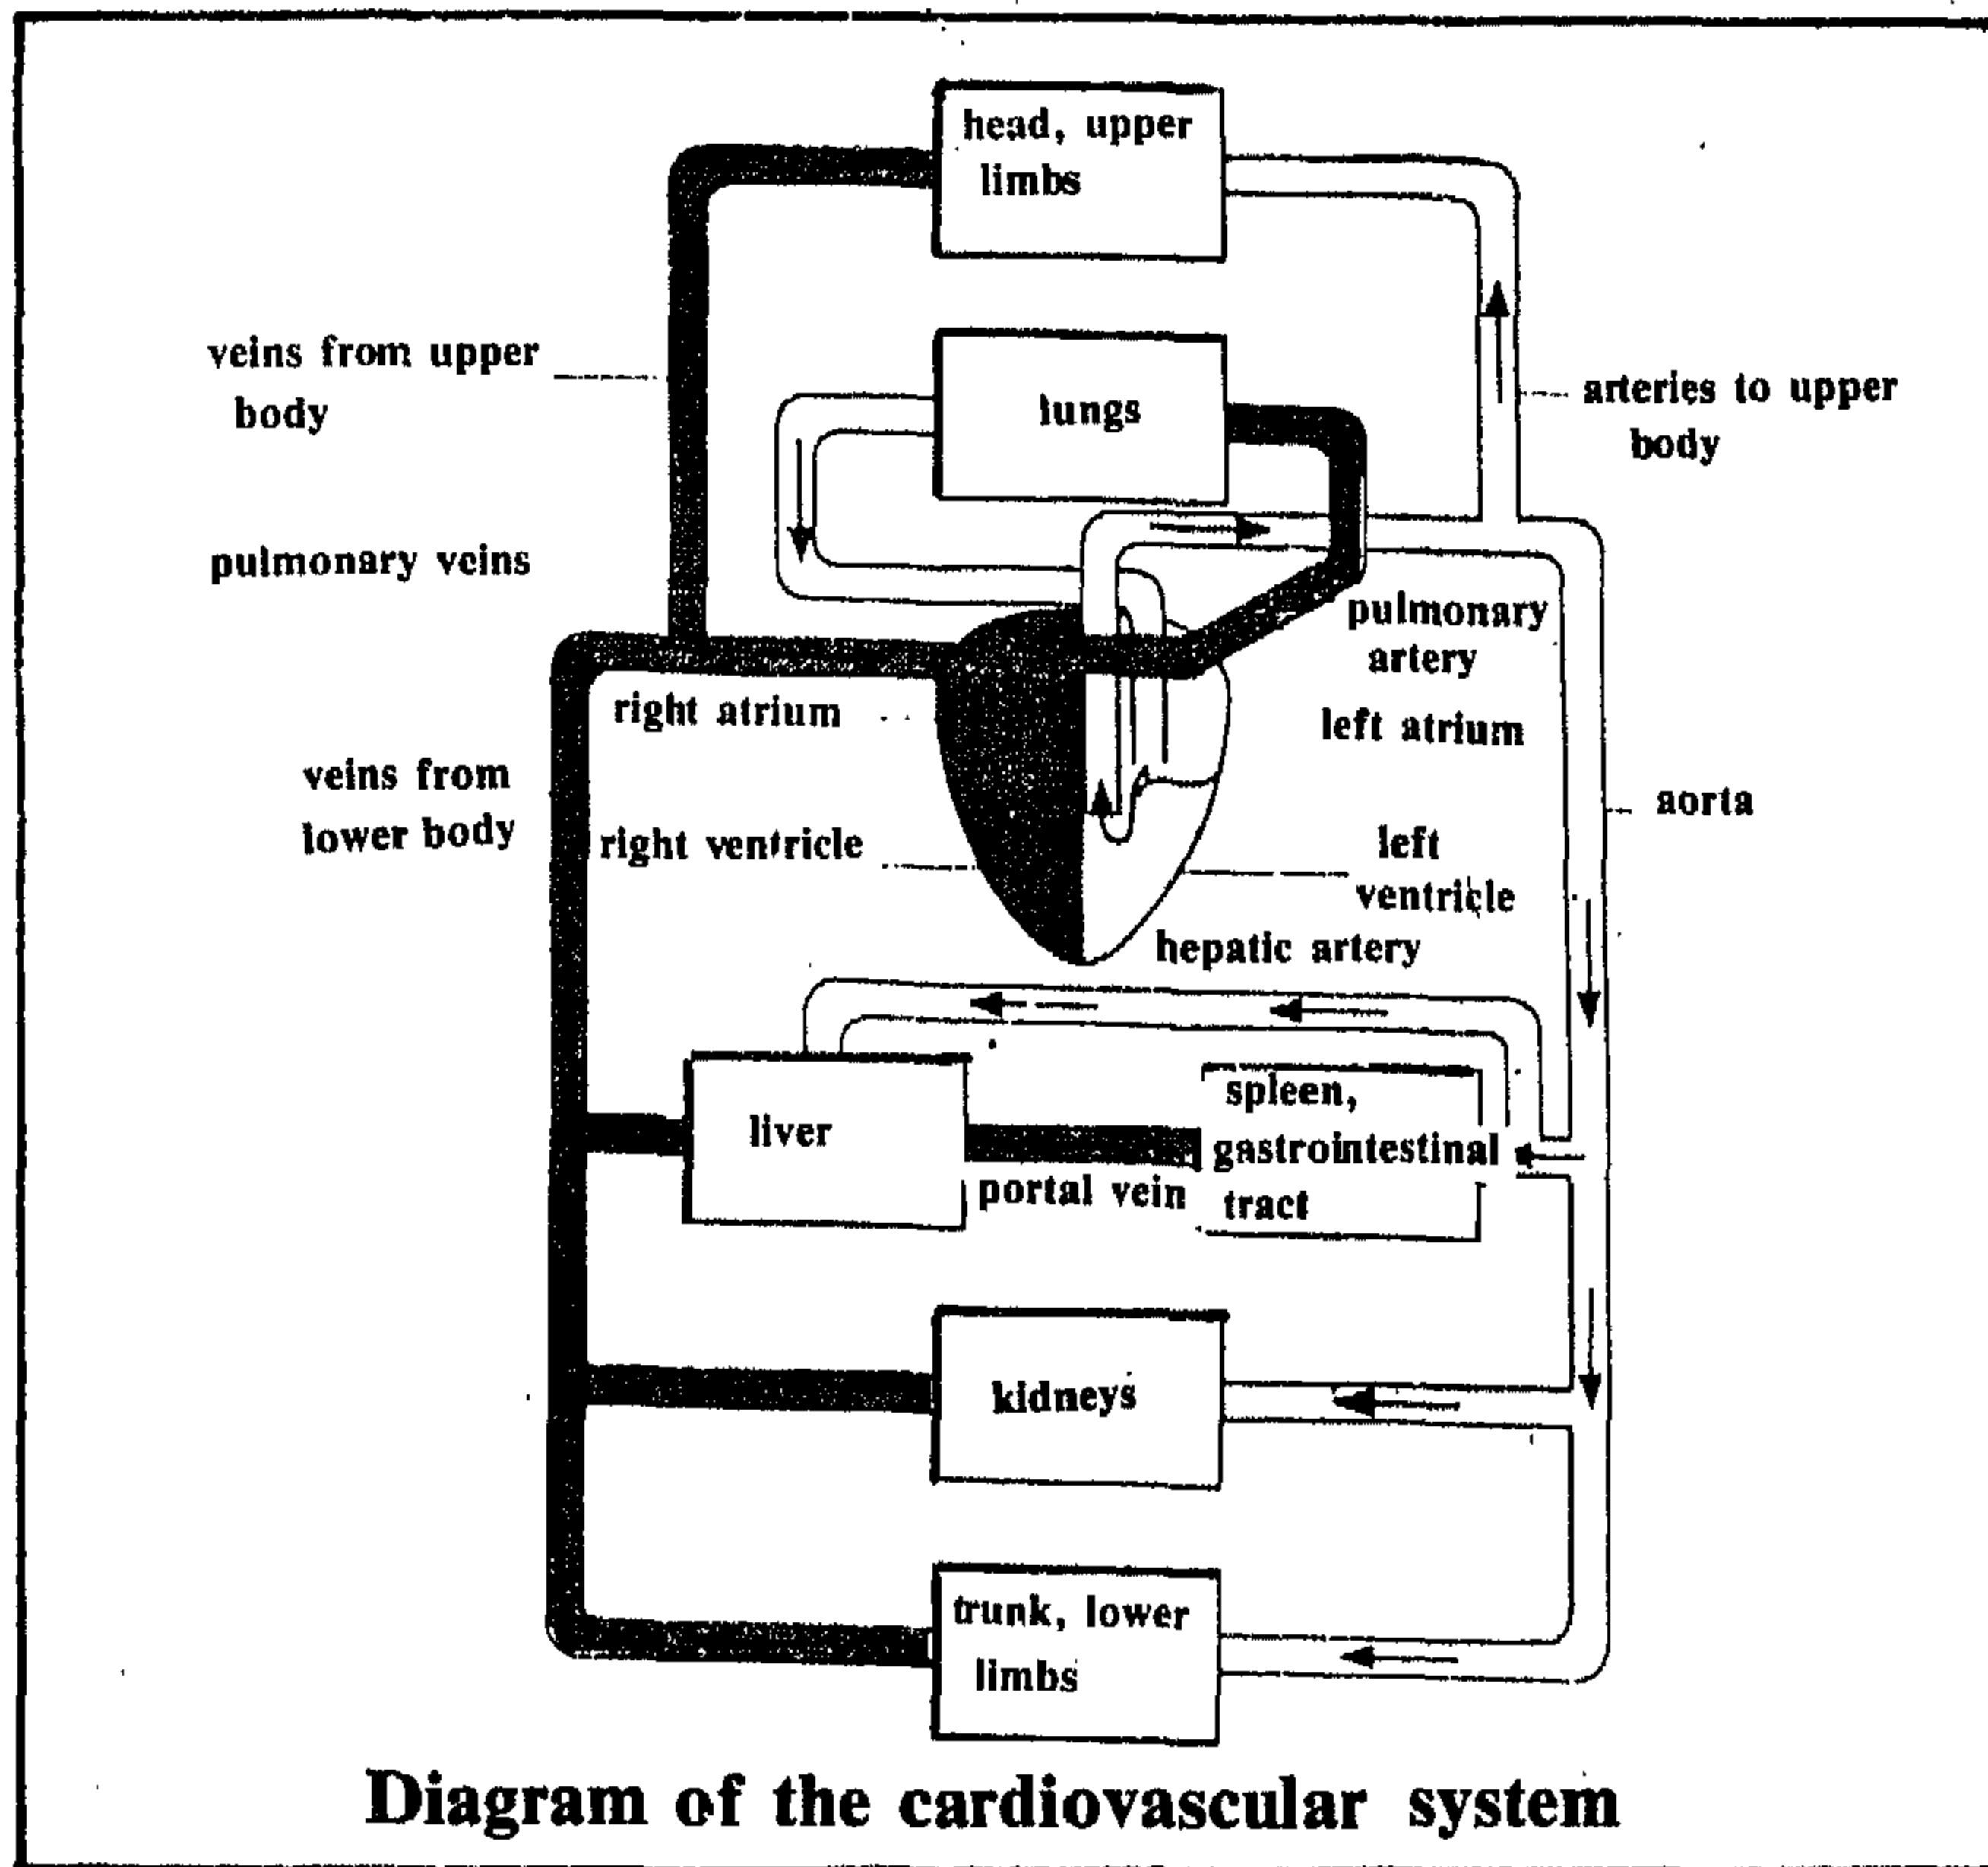 head, upper
limbs
veins from upper
body
lungs
arteries to upper
body
pulmonary veins
pulmonary
artery
right atrium
left atrium
veins from
lower body
aorta
right ventricle
left
ventricle
hepatic artery
liver
spleen,
gastrointestinal
tract
portal vein
kidneys
trunk, lower
limbs
Diagram of the cardiovascular system